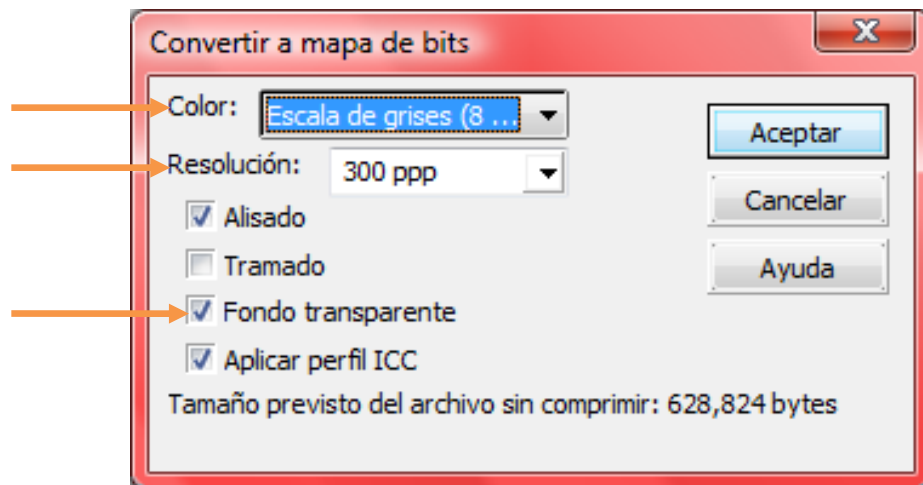 Convertir a mapa de bits
Color: Escala de grises (8 ...
Aceptar
Resolución: 300 ppp
Cancelar
Alisado
Tramado
Ayuda
Fondo transparente
Aplicar perfil ICC
Tamaño previsto del archivo sin comprimir: 628,824 bytes